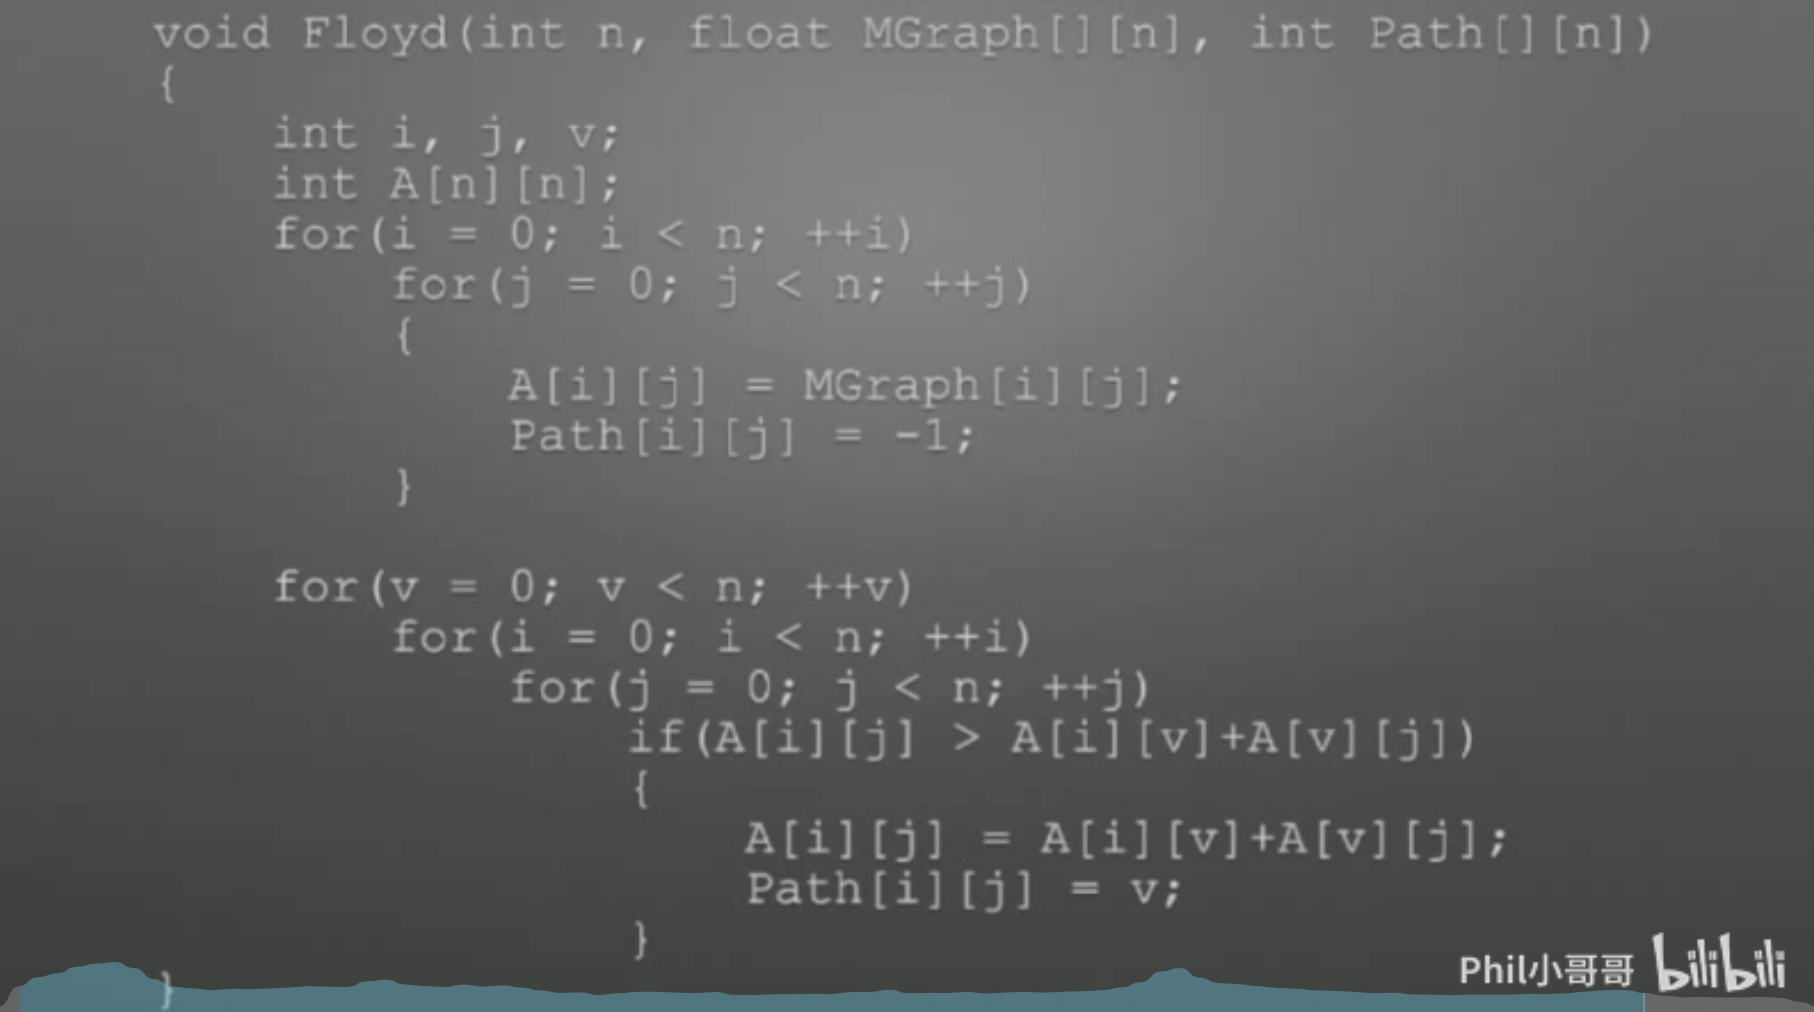 void Floyd(int n, float MGraph[][n], int Path[][n])
{
int i, j, v;
int A[n][n];
for(i = 0; i < n; ++i)
for(j = 0; j < n; ++j)
{
A[i][j] = MGraph[i][j];
Path[i][j] = -1;
}
for(v = 0; v < n; ++v)
for(i = 0; i < n; ++i)
for(j = 0; j < n; ++j)
if(A[i][j] > A[i][v]+A[v][j])
{
A[i][j] = A[i][v]+A[v][j];
Path[i][j] = v;
}
}
Phil小哥哥 bilibili